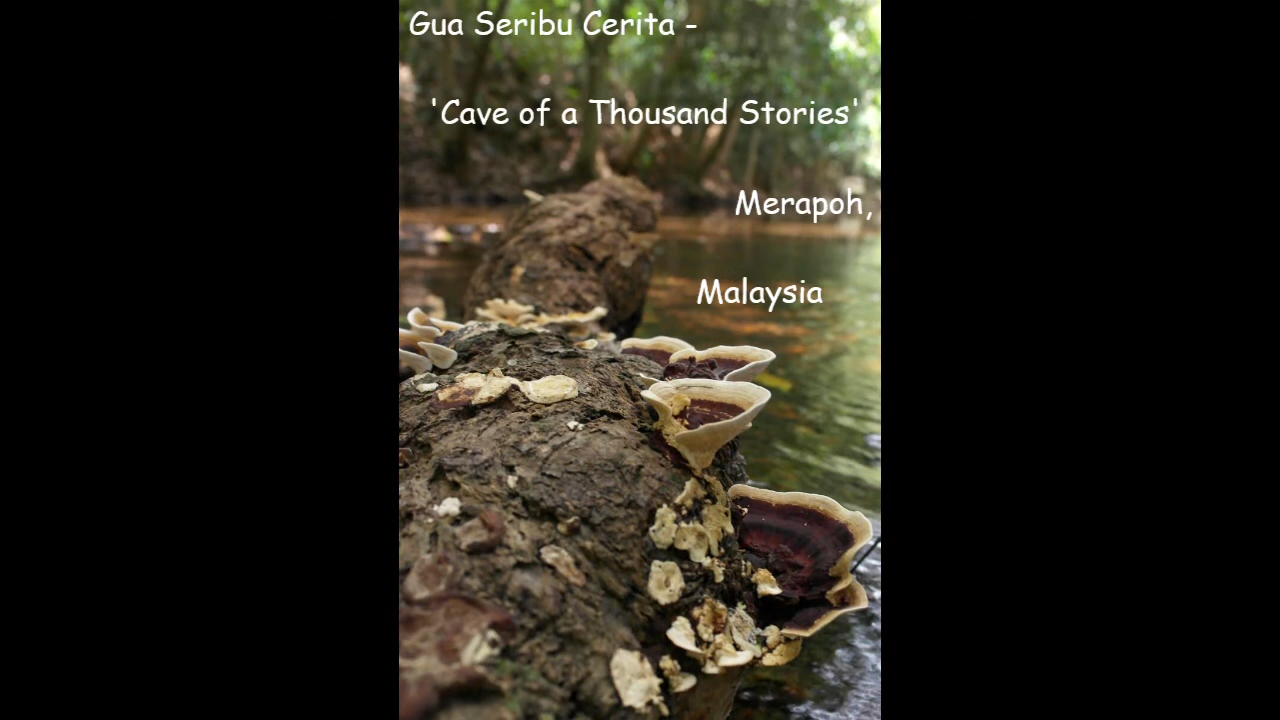 Gua Seribu Cerita -
'Cave of a Thousand Stories'
Merapoh,
Malaysia